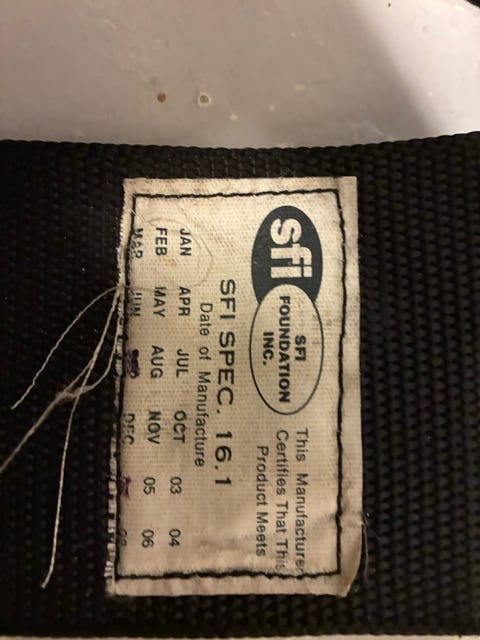 sfi
SFI
FOUNDATION
INC.
This Manufacturer
Certifies That This
Product Meets
SFI SPEC. 16.1
Date of Manufacture
JAN APR JUL OCT 03 04
FEB MAY AUG NOV 05 06
MAR JUN DEC